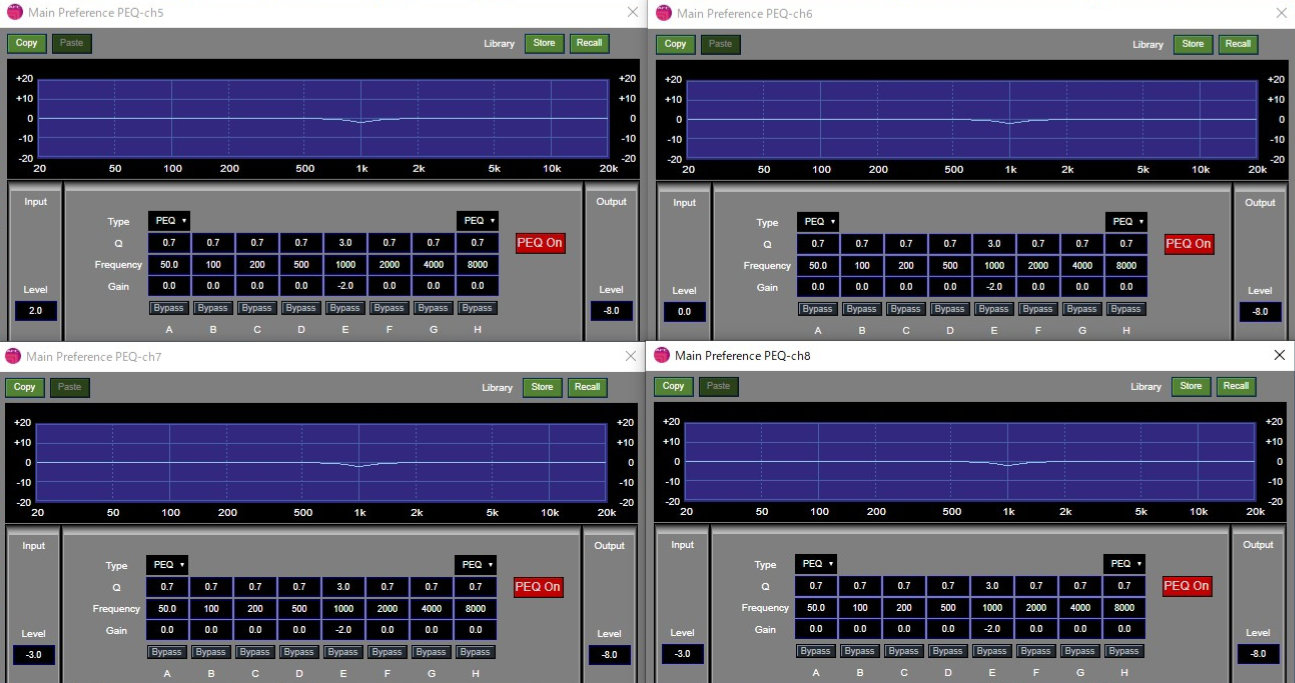 Main Preference PEQ-ch5
Copy Paste Library Store Recall
+20 +20
+10 +10
0 0
-10 -10
-20 -20
20 50 100 200 500 1k 2k 5k 10k 20k
Input Output
Type PEQ PEQ
Q 0.7 0.7 0.7 0.7 3.0 0.7 0.7 0.7 PEQ On
Frequency 50.0 100 200 500 1000 2000 4000 8000
Gain 0.0 0.0 0.0 0.0 -2.0 0.0 0.0 0.0
Level Level
2.0 -8.0
Bypass Bypass Bypass Bypass Bypass Bypass Bypass Bypass
A B C D E F G H
Main Preference PEQ-ch6
Copy Paste Library Store Recall
+20 +20
+10 +10
0 0
-10 -10
-20 -20
20 50 100 200 500 1k 2k 5k 10k 20k
Input Output
Type PEQ PEQ
Q 0.7 0.7 0.7 0.7 3.0 0.7 0.7 0.7 PEQ On
Frequency 50.0 100 200 500 1000 2000 4000 8000
Gain 0.0 0.0 0.0 0.0 -2.0 0.0 0.0 0.0
Level Level
0.0 -8.0
Bypass Bypass Bypass Bypass Bypass Bypass Bypass Bypass
A B C D E F G H
Main Preference PEQ-ch7
Copy Paste Library Store Recall
+20 +20
+10 +10
0 0
-10 -10
-20 -20
20 50 100 200 500 1k 2k 5k 10k 20k
Input Output
Type PEQ PEQ
Q 0.7 0.7 0.7 0.7 3.0 0.7 0.7 0.7 PEQ On
Frequency 50.0 100 200 500 1000 2000 4000 8000
Gain 0.0 0.0 0.0 0.0 -2.0 0.0 0.0 0.0
Level Level
-3.0 -8.0
Bypass Bypass Bypass Bypass Bypass Bypass Bypass Bypass
A B C D E F G H
Main Preference PEQ-ch8
Copy Paste Library Store Recall
+20 +20
+10 +10
0 0
-10 -10
-20 -20
20 50 100 200 500 1k 2k 5k 10k 20k
Input Output
Type PEQ PEQ
Q 0.7 0.7 0.7 0.7 3.0 0.7 0.7 0.7 PEQ On
Frequency 50.0 100 200 500 1000 2000 4000 8000
Gain 0.0 0.0 0.0 0.0 -2.0 0.0 0.0 0.0
Level Level
-3.0 -8.0
Bypass Bypass Bypass Bypass Bypass Bypass Bypass Bypass
A B C D E F G H